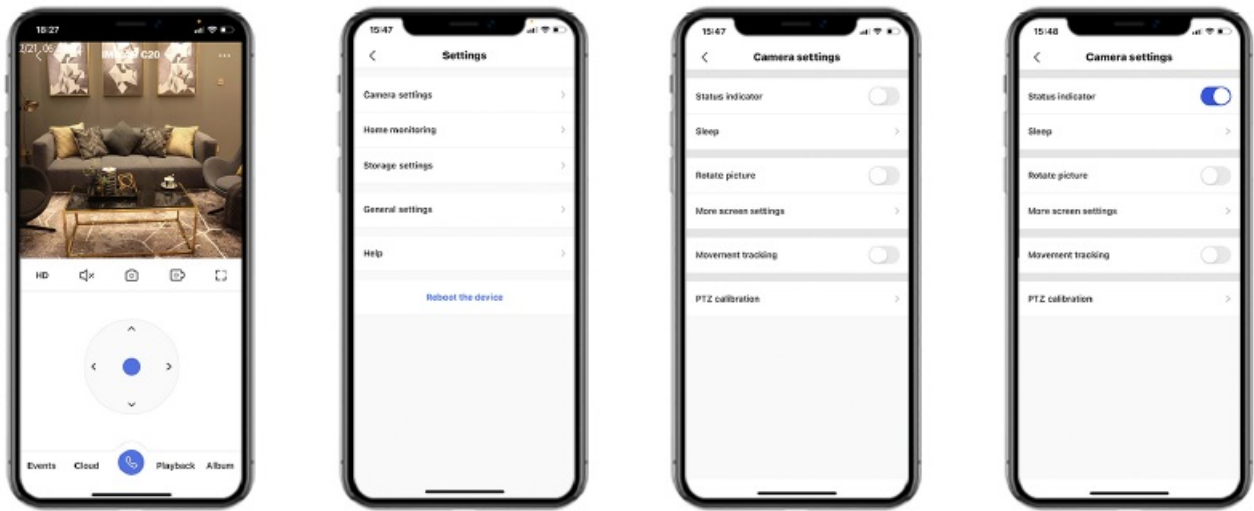 18:27
C20
HD
Events Cloud Playback Album
15:47
Settings
Camera settings
Home monitoring
Storage settings
General settings
Help
Reboot the device
15:47
Camera settings
Status indicator
Sleep
Rotate picture
More screen settings
Movement tracking
PTZ calibration
15:48
Camera settings
Status indicator
Sleep
Rotate picture
More screen settings
Movement tracking
PTZ calibration